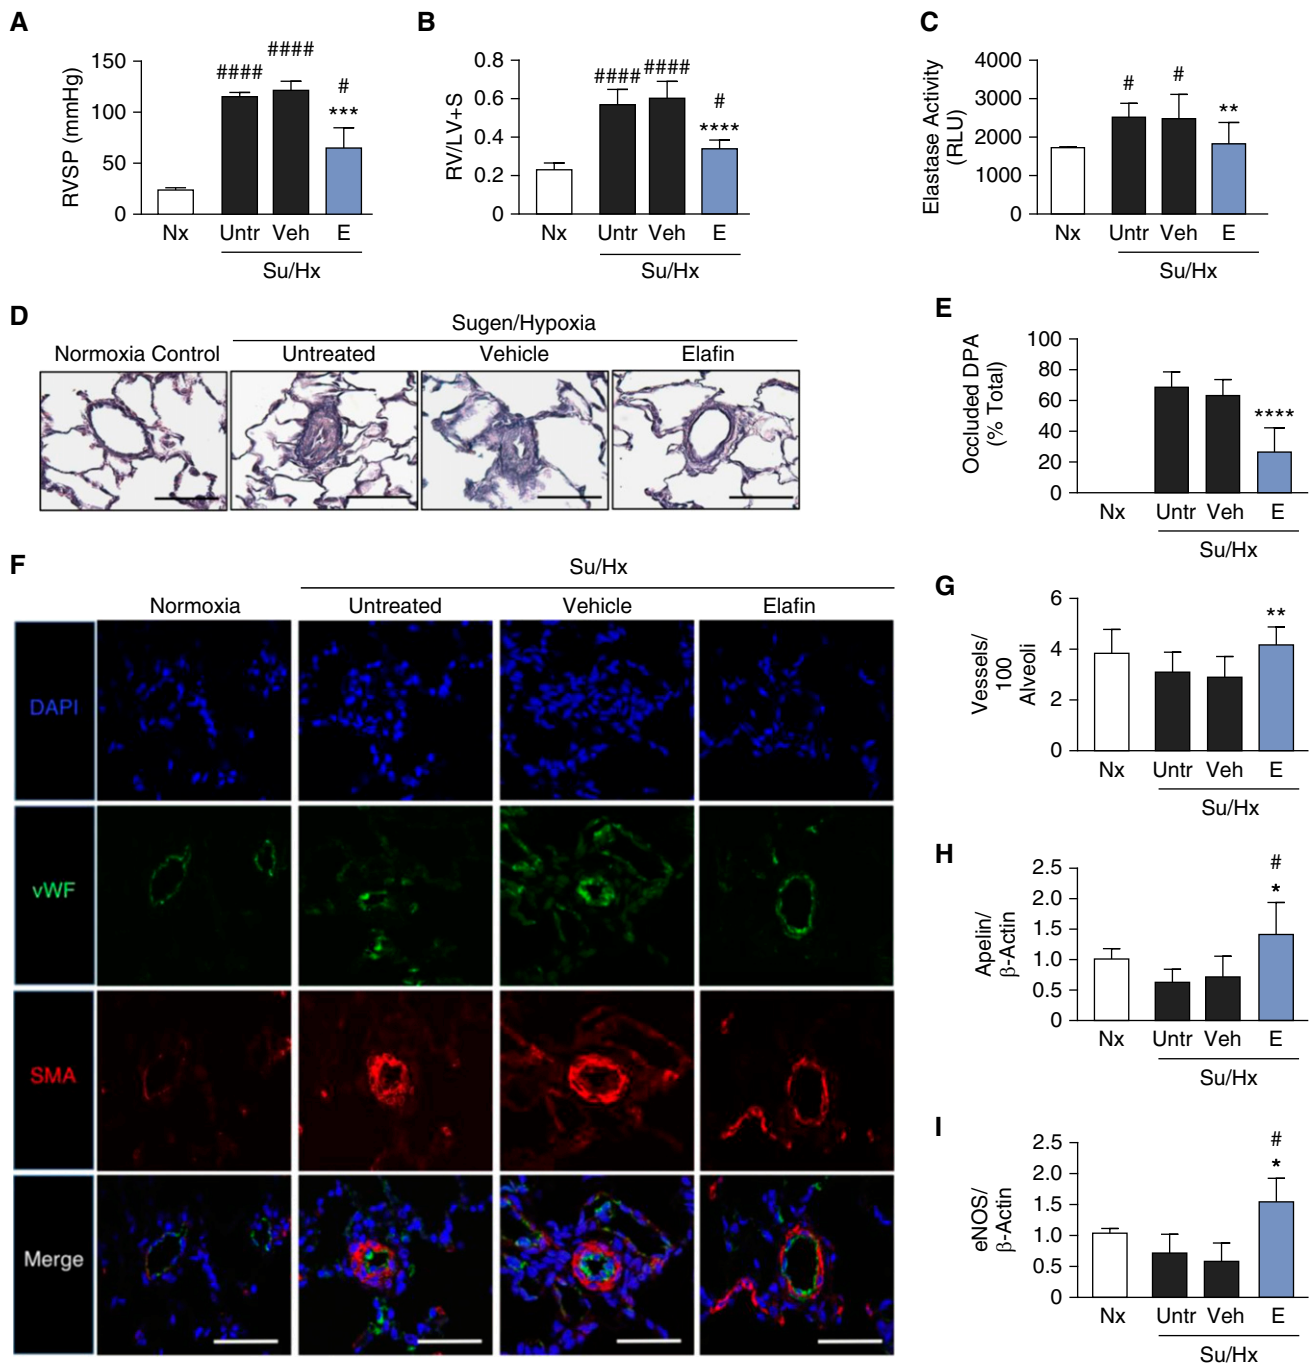 A
RVSP (mmHg)
150
100
50
0
####
####
#
***
Nx Untr Veh E
Su/Hx
B
RV/LV+S
0.8
0.6
0.4
0.2
0
####
####
#
****
Nx Untr Veh E
Su/Hx
C
Elastase Activity
(RLU)
4000
3000
2000
1000
0
#
#
**
Nx Untr Veh E
Su/Hx
D
Sugen/Hypoxia
Normoxia Control Untreated Vehicle Elafin
E
Occluded DPA
(% Total)
100
80
60
40
20
0
****
Nx Untr Veh E
Su/Hx
F
Su/Hx
Normoxia Untreated Vehicle Elafin
DAPI
vWF
SMA
Merge
G
Vessels/
100
Alveoli
6
4
2
0
**
Nx Untr Veh E
Su/Hx
H
Apelin/
β-Actin
2.5
2.0
1.5
1.0
0.5
0
#
*
Nx Untr Veh E
Su/Hx
I
eNOS/
β-Actin
2.5
2.0
1.5
1.0
0.5
0
#
*
Nx Untr Veh E
Su/Hx